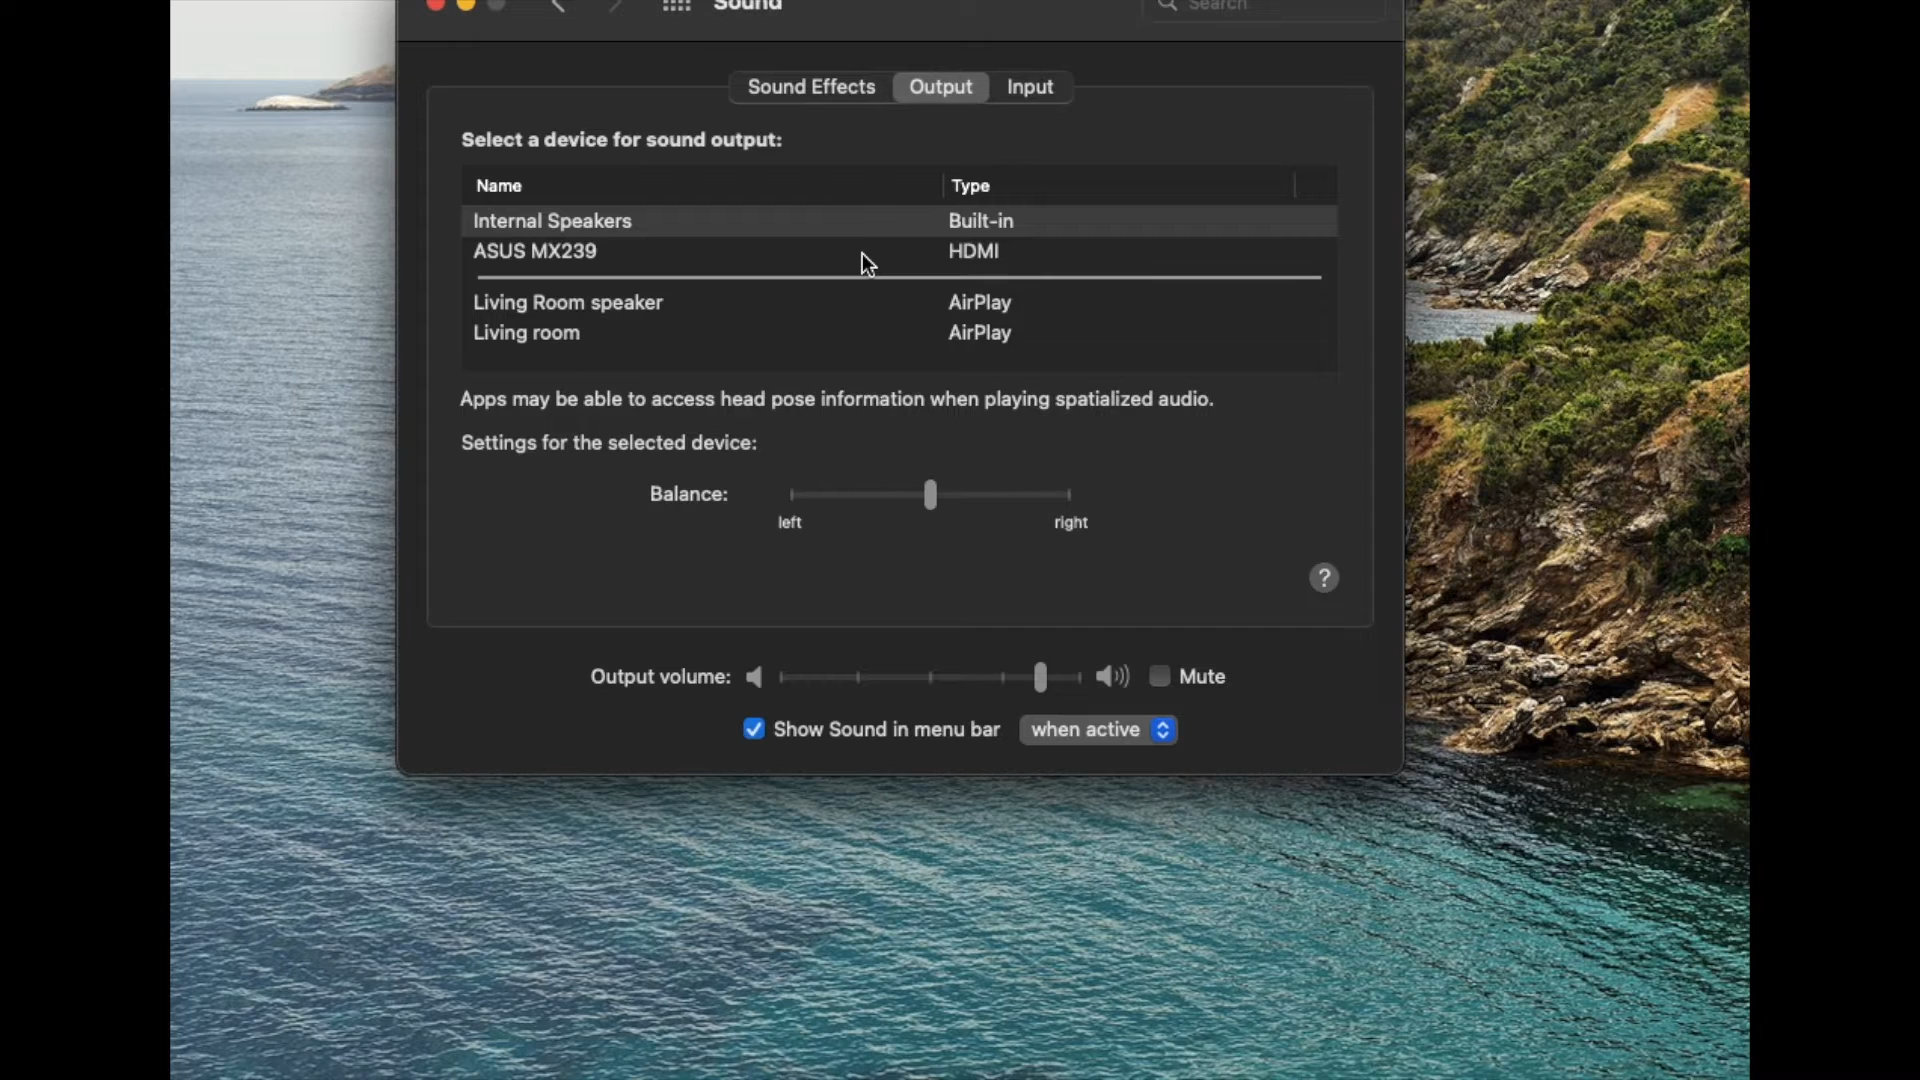 Sound
Search
Sound Effects Output Input
Select a device for sound output:
Name Type
Internal Speakers Built-in
ASUS MX239 HDMI
Living Room speaker AirPlay
Living room AirPlay
Apps may be able to access head pose information when playing spatialized audio.
Settings for the selected device:
Balance:
left right
?
Output volume: Mute
Show Sound in menu bar when active